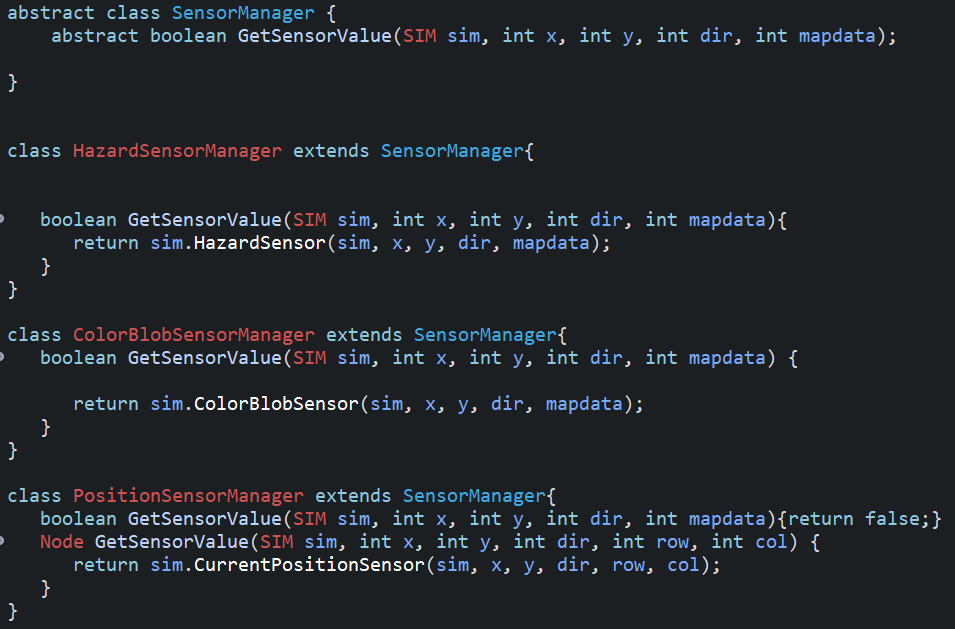 abstract class SensorManager {
    abstract boolean GetSensorValue(SIM sim, int x, int y, int dir, int mapdata);
}
class HazardSensorManager extends SensorManager{
   boolean GetSensorValue(SIM sim, int x, int y, int dir, int mapdata){
      return sim.HazardSensor(sim, x, y, dir, mapdata);
   }
}
class ColorBlobSensorManager extends SensorManager{
   boolean GetSensorValue(SIM sim, int x, int y, int dir, int mapdata) {
      return sim.ColorBlobSensor(sim, x, y, dir, mapdata);
   }
}
class PositionSensorManager extends SensorManager{
   boolean GetSensorValue(SIM sim, int x, int y, int dir, int mapdata){return false;}
   Node GetSensorValue(SIM sim, int x, int y, int dir, int row, int col) {
      return sim.CurrentPositionSensor(sim, x, y, dir, row, col);
   }
}